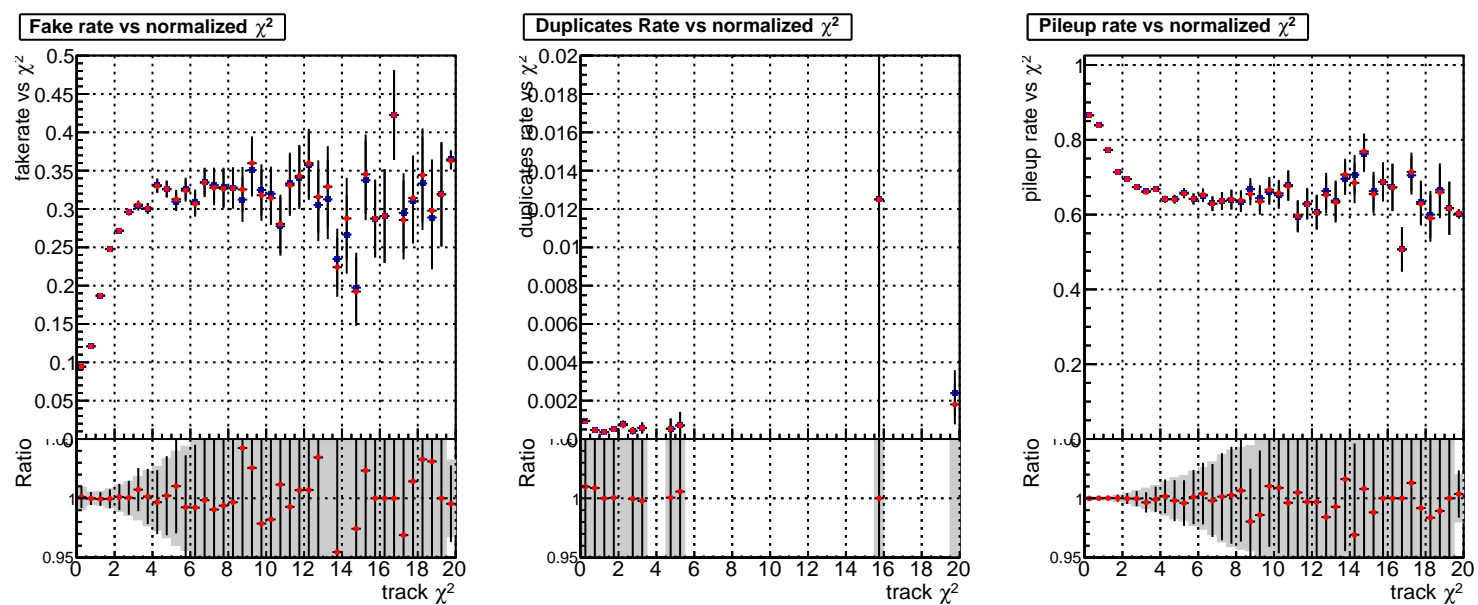 Fake rate vs normalized χ²
fakerate vs χ²
0.5
0.45
0.4
0.35
0.3
0.25
0.2
0.15
0.1
0.05
0
Ratio
1
0.95
0 2 4 6 8 10 12 14 16 18 20
track χ²
Duplicates Rate vs normalized χ²
duplicates rate vs χ²
0.02
0.018
0.016
0.014
0.012
0.01
0.008
0.006
0.004
0.002
0
Ratio
1
0.95
0 2 4 6 8 10 12 14 16 18 20
track χ²
Pileup rate vs normalized χ²
pileup rate vs χ²
1
0.8
0.6
0.4
0.2
0
Ratio
1
0.95
0 2 4 6 8 10 12 14 16 18 20
track χ²